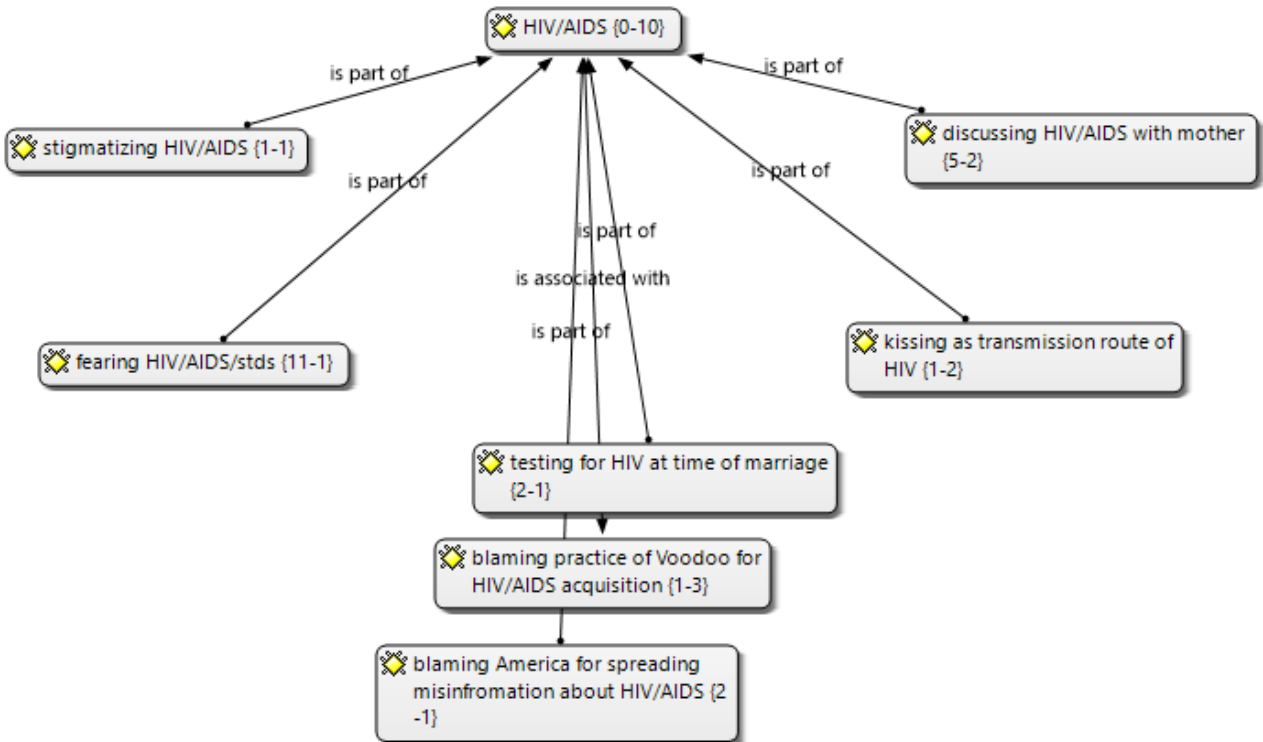 HIV/AIDS {0-10}
is part of
is part of
stigmatizing HIV/AIDS {1-1}
discussing HIV/AIDS with mother
{5-2}
is part of
is part of
is part of
is associated with
is part of
fearing HIV/AIDS/stds {11-1}
kissing as transmission route of
HIV {1-2}
testing for HIV at time of marriage
{2-1}
blaming practice of Voodoo for
HIV/AIDS acquisition {1-3}
blaming America for spreading
misinfromation about HIV/AIDS {2
-1}